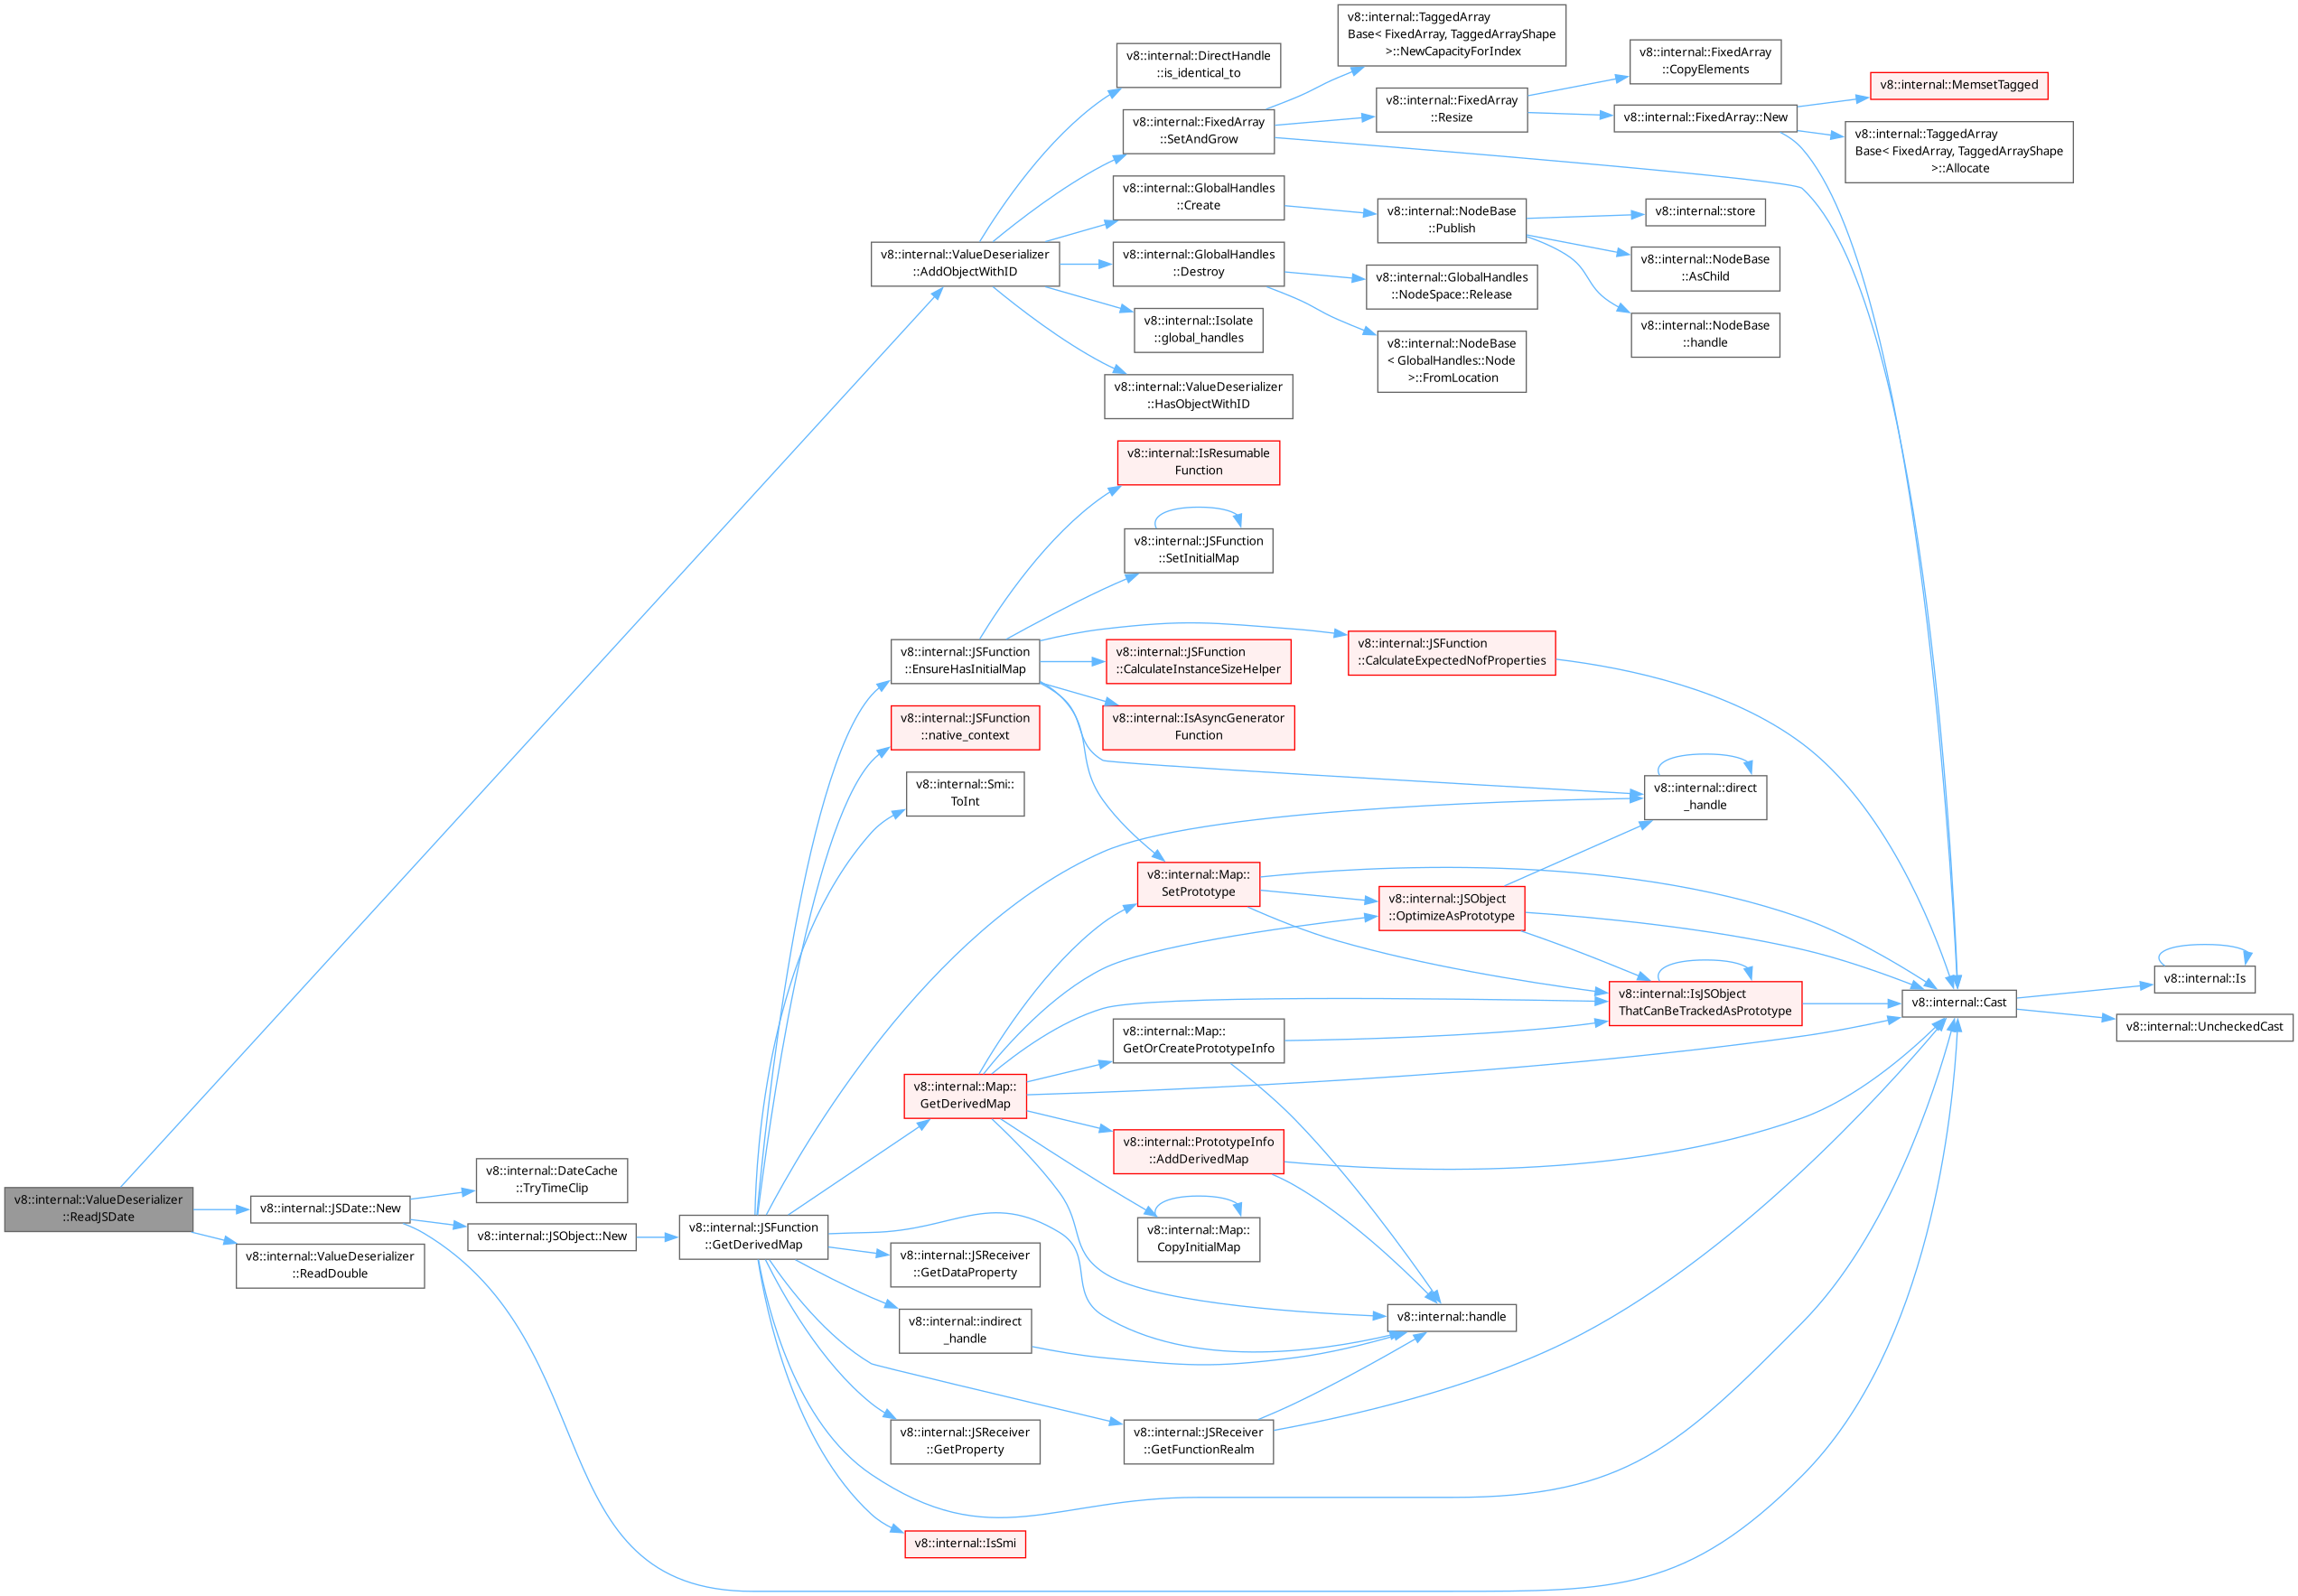 v8::internal::TaggedArray
Base< FixedArray, TaggedArrayShape
>::NewCapacityForIndex
v8::internal::DirectHandle
::is_identical_to
v8::internal::FixedArray
::CopyElements
v8::internal::MemsetTagged
v8::internal::FixedArray
::SetAndGrow
v8::internal::FixedArray
::Resize
v8::internal::FixedArray::New
v8::internal::TaggedArray
Base< FixedArray, TaggedArrayShape
>::Allocate
v8::internal::GlobalHandles
::Create
v8::internal::NodeBase
::Publish
v8::internal::store
v8::internal::ValueDeserializer
::AddObjectWithID
v8::internal::GlobalHandles
::Destroy
v8::internal::GlobalHandles
::NodeSpace::Release
v8::internal::NodeBase
::AsChild
v8::internal::Isolate
::global_handles
v8::internal::NodeBase
< GlobalHandles::Node
>::FromLocation
v8::internal::NodeBase
::handle
v8::internal::ValueDeserializer
::HasObjectWithID
v8::internal::IsResumable
Function
v8::internal::JSFunction
::SetInitialMap
v8::internal::JSFunction
::EnsureHasInitialMap
v8::internal::JSFunction
::CalculateInstanceSizeHelper
v8::internal::JSFunction
::CalculateExpectedNofProperties
v8::internal::JSFunction
::native_context
v8::internal::IsAsyncGenerator
Function
v8::internal::Smi::
ToInt
v8::internal::direct
_handle
v8::internal::Map::
SetPrototype
v8::internal::JSObject
::OptimizeAsPrototype
v8::internal::IsJSObject
ThatCanBeTrackedAsPrototype
v8::internal::Cast
v8::internal::Is
v8::internal::UncheckedCast
v8::internal::Map::
GetOrCreatePrototypeInfo
v8::internal::Map::
GetDerivedMap
v8::internal::PrototypeInfo
::AddDerivedMap
v8::internal::DateCache
::TryTimeClip
v8::internal::ValueDeserializer
::ReadJSDate
v8::internal::JSDate::New
v8::internal::JSObject::New
v8::internal::JSFunction
::GetDerivedMap
v8::internal::Map::
CopyInitialMap
v8::internal::ValueDeserializer
::ReadDouble
v8::internal::JSReceiver
::GetDataProperty
v8::internal::indirect
_handle
v8::internal::handle
v8::internal::JSReceiver
::GetProperty
v8::internal::JSReceiver
::GetFunctionRealm
v8::internal::IsSmi